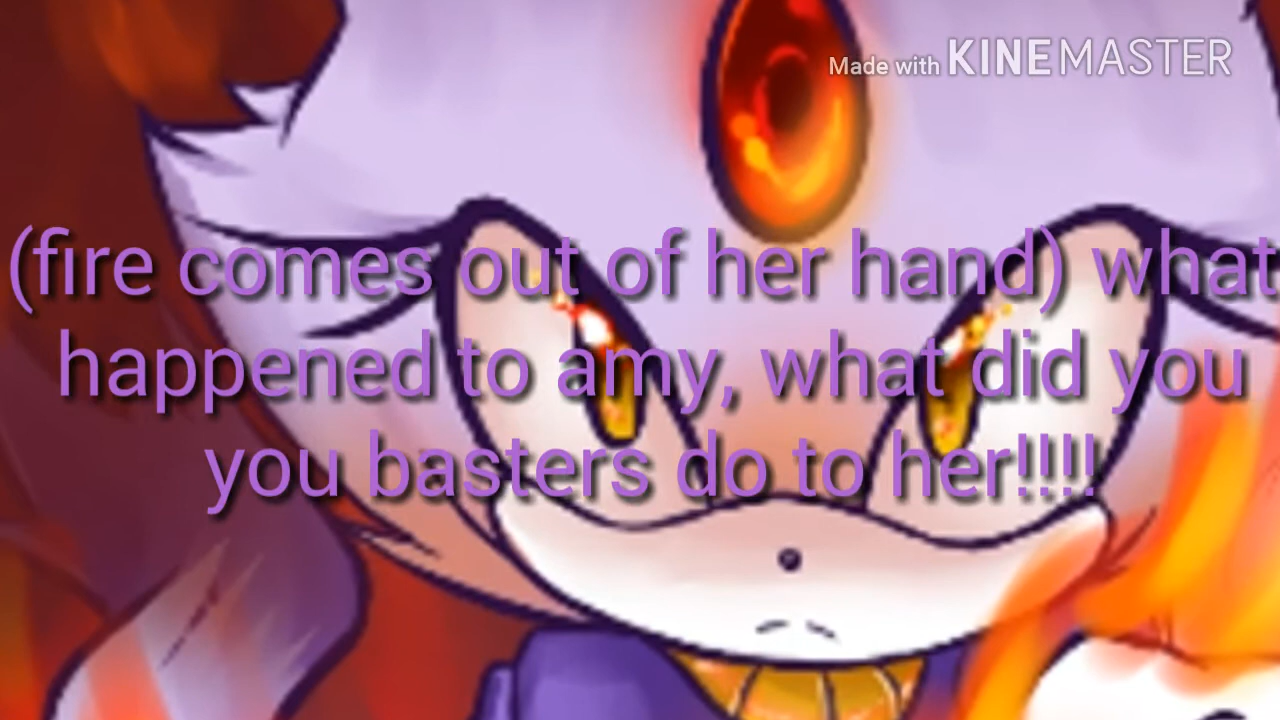 Made with KINEMASTER
(fire comes out of her hand) what
happened to amy, what did you
you basters do to her!!!!